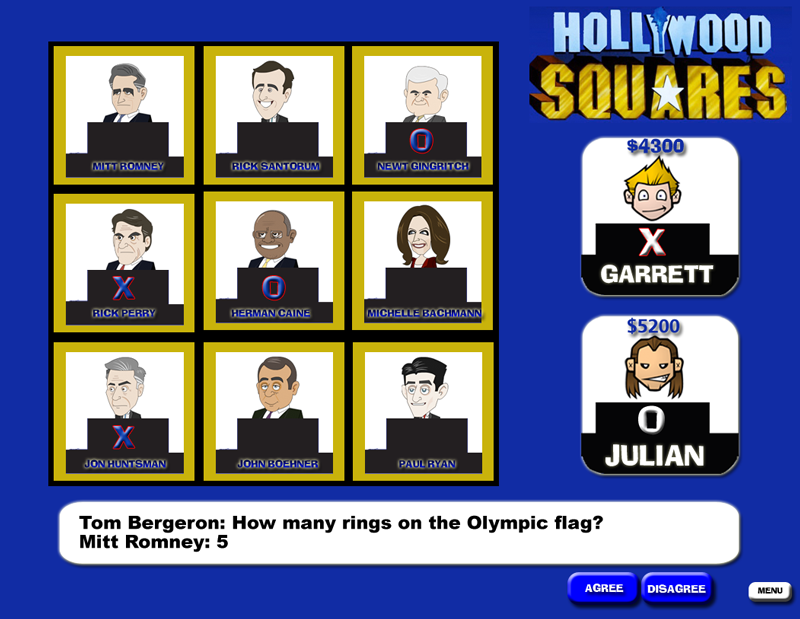 HOLLYWOOD
SQUARES
MITT ROMNEY
RICK SANTORUM
NEWT GINGRITCH
O
RICK PERRY
X
HERMAN CAINE
O
MICHELLE BACHMANN
JON HUNTSMAN
X
JOHN BOEHNER
PAUL RYAN
$4300
X
GARRETT
$5200
O
JULIAN
Tom Bergeron: How many rings on the Olympic flag?
Mitt Romney: 5
AGREE
DISAGREE
MENU